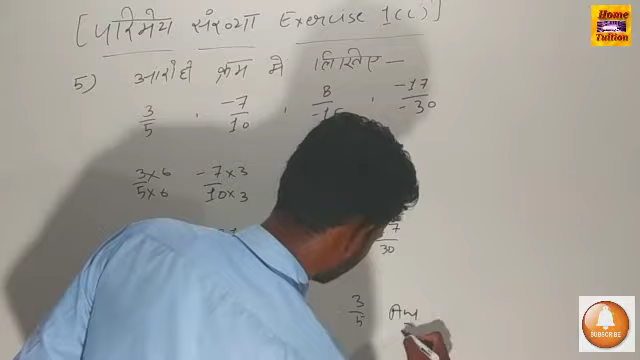 [परिमेय संख्या Exercise 1(c)]
5) आरोही क्रम में लिखिए —
3/5 , -7/10 , 8/-15 , -17/-30
3×6/5×6 -7×3/10×3
7/30
3/5 Ans
Home Tuition
SUBSCRIBE